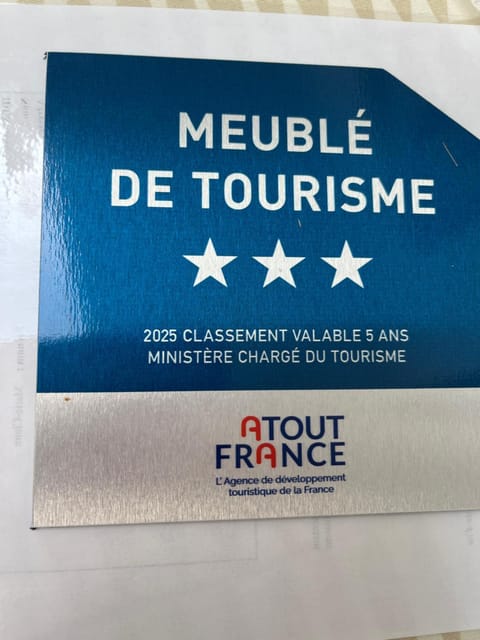 MEUBLÉ
DE TOURISME
2025 CLASSEMENT VALABLE 5 ANS
MINISTÈRE CHARGÉ DU TOURISME
ATOUT
FRANCE
L'Agence de développement
touristique de la France